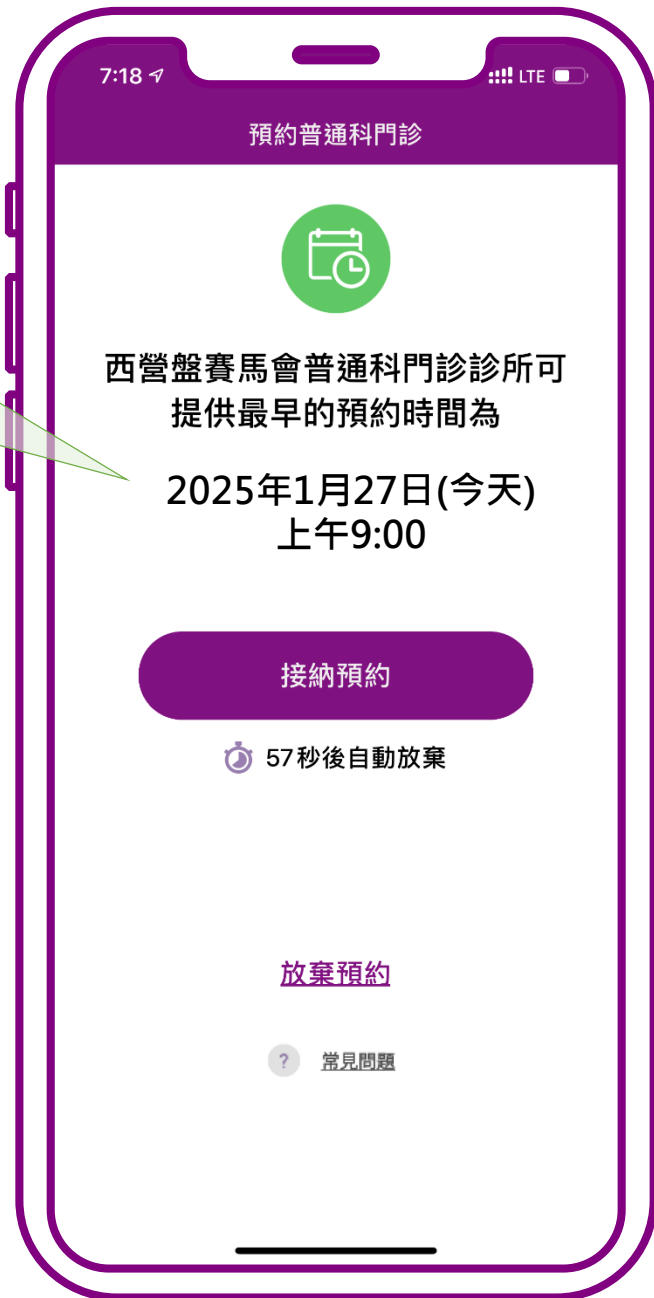 7:18
LTE
預約普通科門診
西營盤賽馬會普通科門診診所可
提供最早的預約時間為
2025年1月27日(今天)
上午9:00
接納預約
57秒後自動放棄
放棄預約
? 常見問題